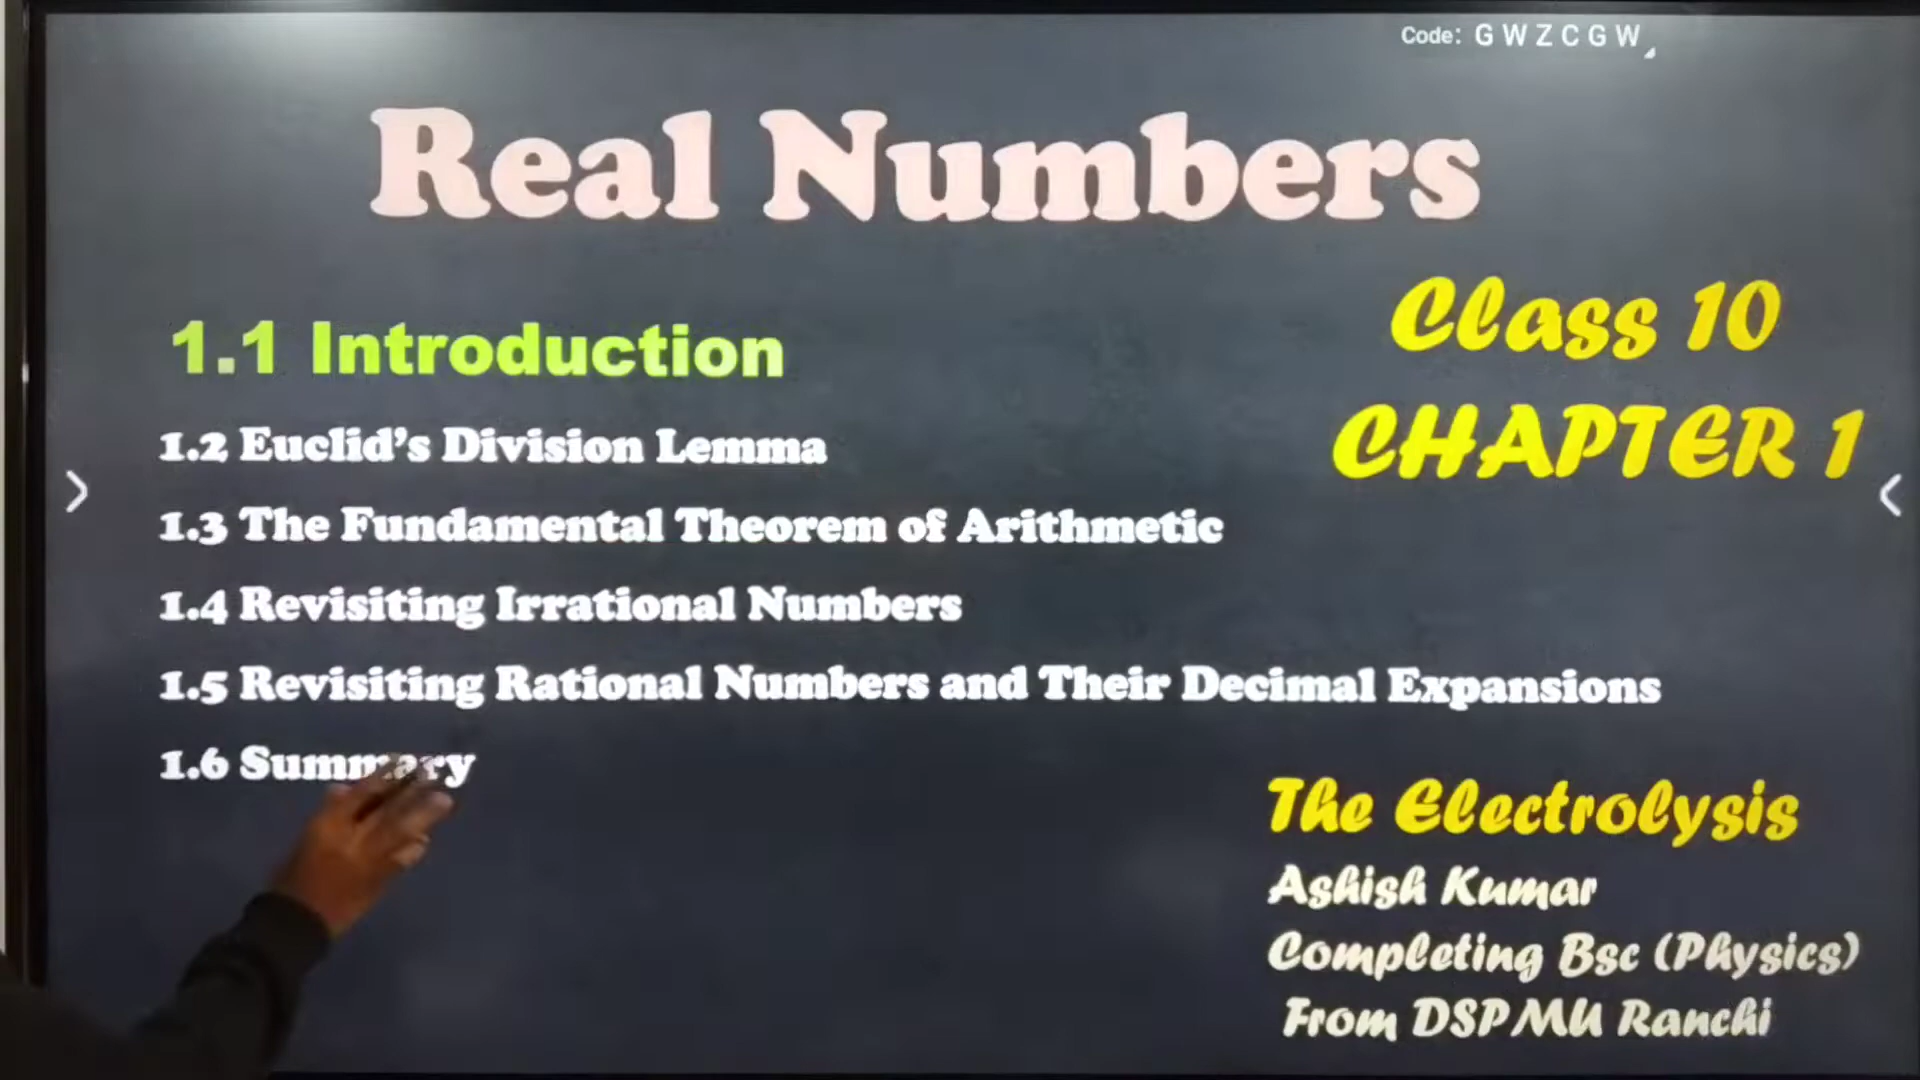 Code: G W Z C G W
Real Numbers
Class 10
CHAPTER 1
1.1 Introduction
1.2 Euclid's Division Lemma
1.3 The Fundamental Theorem of Arithmetic
1.4 Revisiting Irrational Numbers
1.5 Revisiting Rational Numbers and Their Decimal Expansions
1.6 Summary
The Electrolysis
Ashish Kumar
Completing Bsc (Physics)
From DSPMU Ranchi